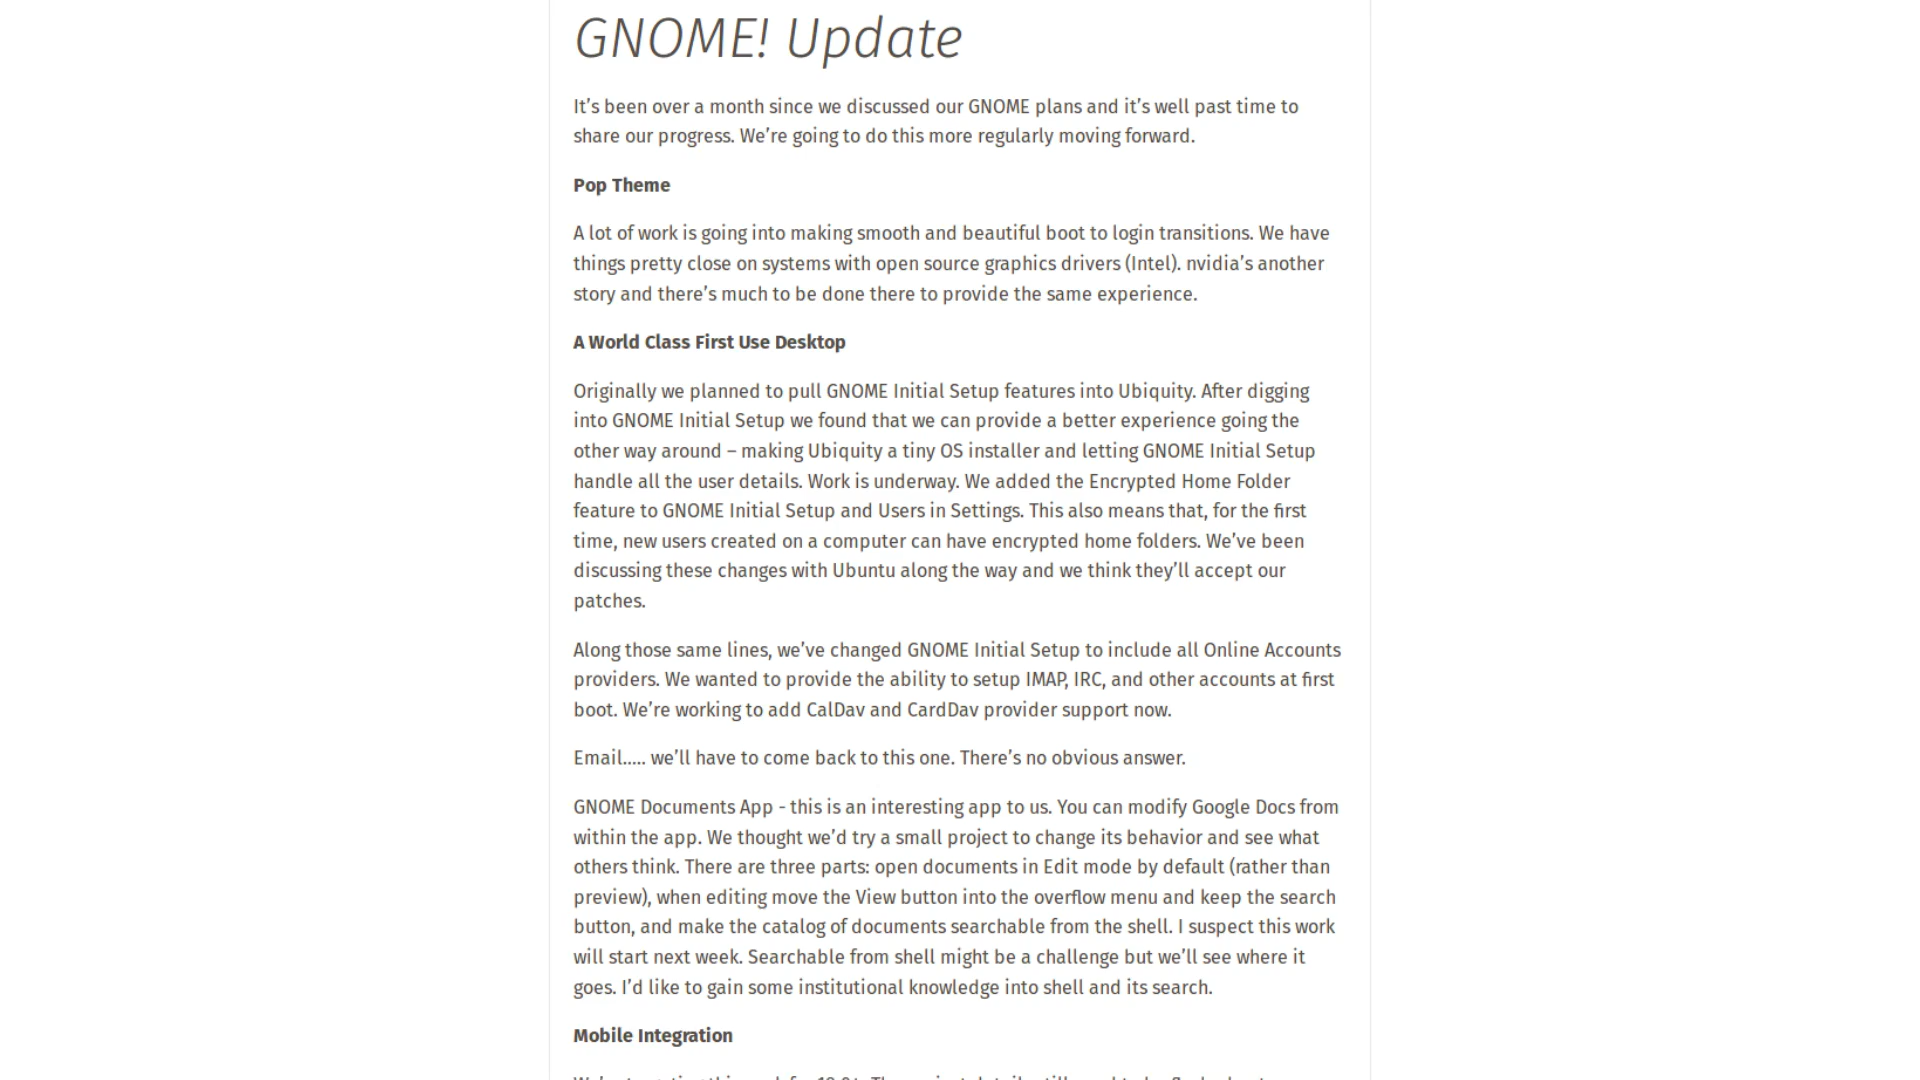 GNOME! Update
It’s been over a month since we discussed our GNOME plans and it’s well past time to
share our progress. We’re going to do this more regularly moving forward.
Pop Theme
A lot of work is going into making smooth and beautiful boot to login transitions. We have
things pretty close on systems with open source graphics drivers (Intel). nvidia’s another
story and there’s much to be done there to provide the same experience.
A World Class First Use Desktop
Originally we planned to pull GNOME Initial Setup features into Ubiquity. After digging
into GNOME Initial Setup we found that we can provide a better experience going the
other way around – making Ubiquity a tiny OS installer and letting GNOME Initial Setup
handle all the user details. Work is underway. We added the Encrypted Home Folder
feature to GNOME Initial Setup and Users in Settings. This also means that, for the first
time, new users created on a computer can have encrypted home folders. We’ve been
discussing these changes with Ubuntu along the way and we think they’ll accept our
patches.
Along those same lines, we’ve changed GNOME Initial Setup to include all Online Accounts
providers. We wanted to provide the ability to setup IMAP, IRC, and other accounts at first
boot. We’re working to add CalDav and CardDav provider support now.
Email..... we’ll have to come back to this one. There’s no obvious answer.
GNOME Documents App - this is an interesting app to us. You can modify Google Docs from
within the app. We thought we’d try a small project to change its behavior and see what
others think. There are three parts: open documents in Edit mode by default (rather than
preview), when editing move the View button into the overflow menu and keep the search
button, and make the catalog of documents searchable from the shell. I suspect this work
will start next week. Searchable from shell might be a challenge but we’ll see where it
goes. I’d like to gain some institutional knowledge into shell and its search.
Mobile Integration